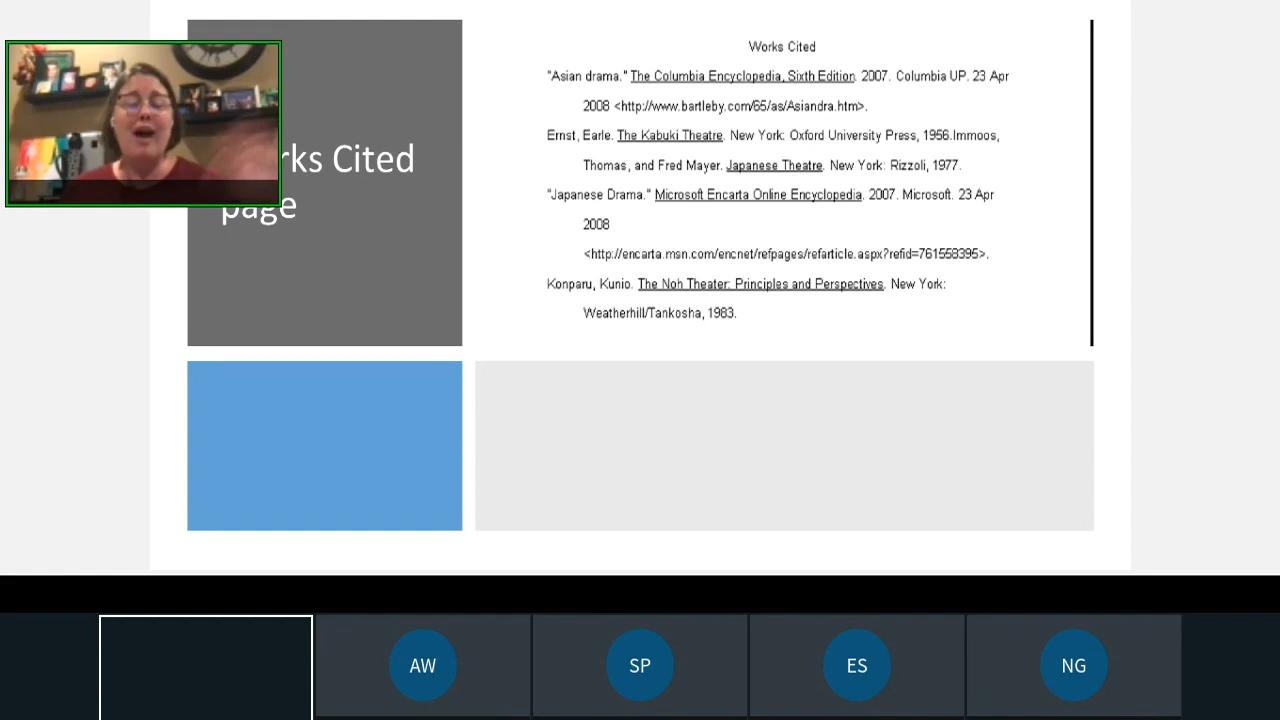 rks Cited
page
Works Cited
"Asian drama." The Columbia Encyclopedia, Sixth Edition. 2007. Columbia UP. 23 Apr
2008 <http://www.bartleby.com/65/as/Asiandra.htm>.
Ernst, Earle. The Kabuki Theatre. New York: Oxford University Press, 1956.Immoos,
Thomas, and Fred Mayer. Japanese Theatre. New York: Rizzoli, 1977.
"Japanese Drama." Microsoft Encarta Online Encyclopedia. 2007. Microsoft. 23 Apr
2008
<http://encarta.msn.com/encnet/refpages/refarticle.aspx?refid=761558395>.
Konparu, Kunio. The Noh Theater: Principles and Perspectives. New York:
Weatherhill/Tankosha, 1983.
AW
SP
ES
NG